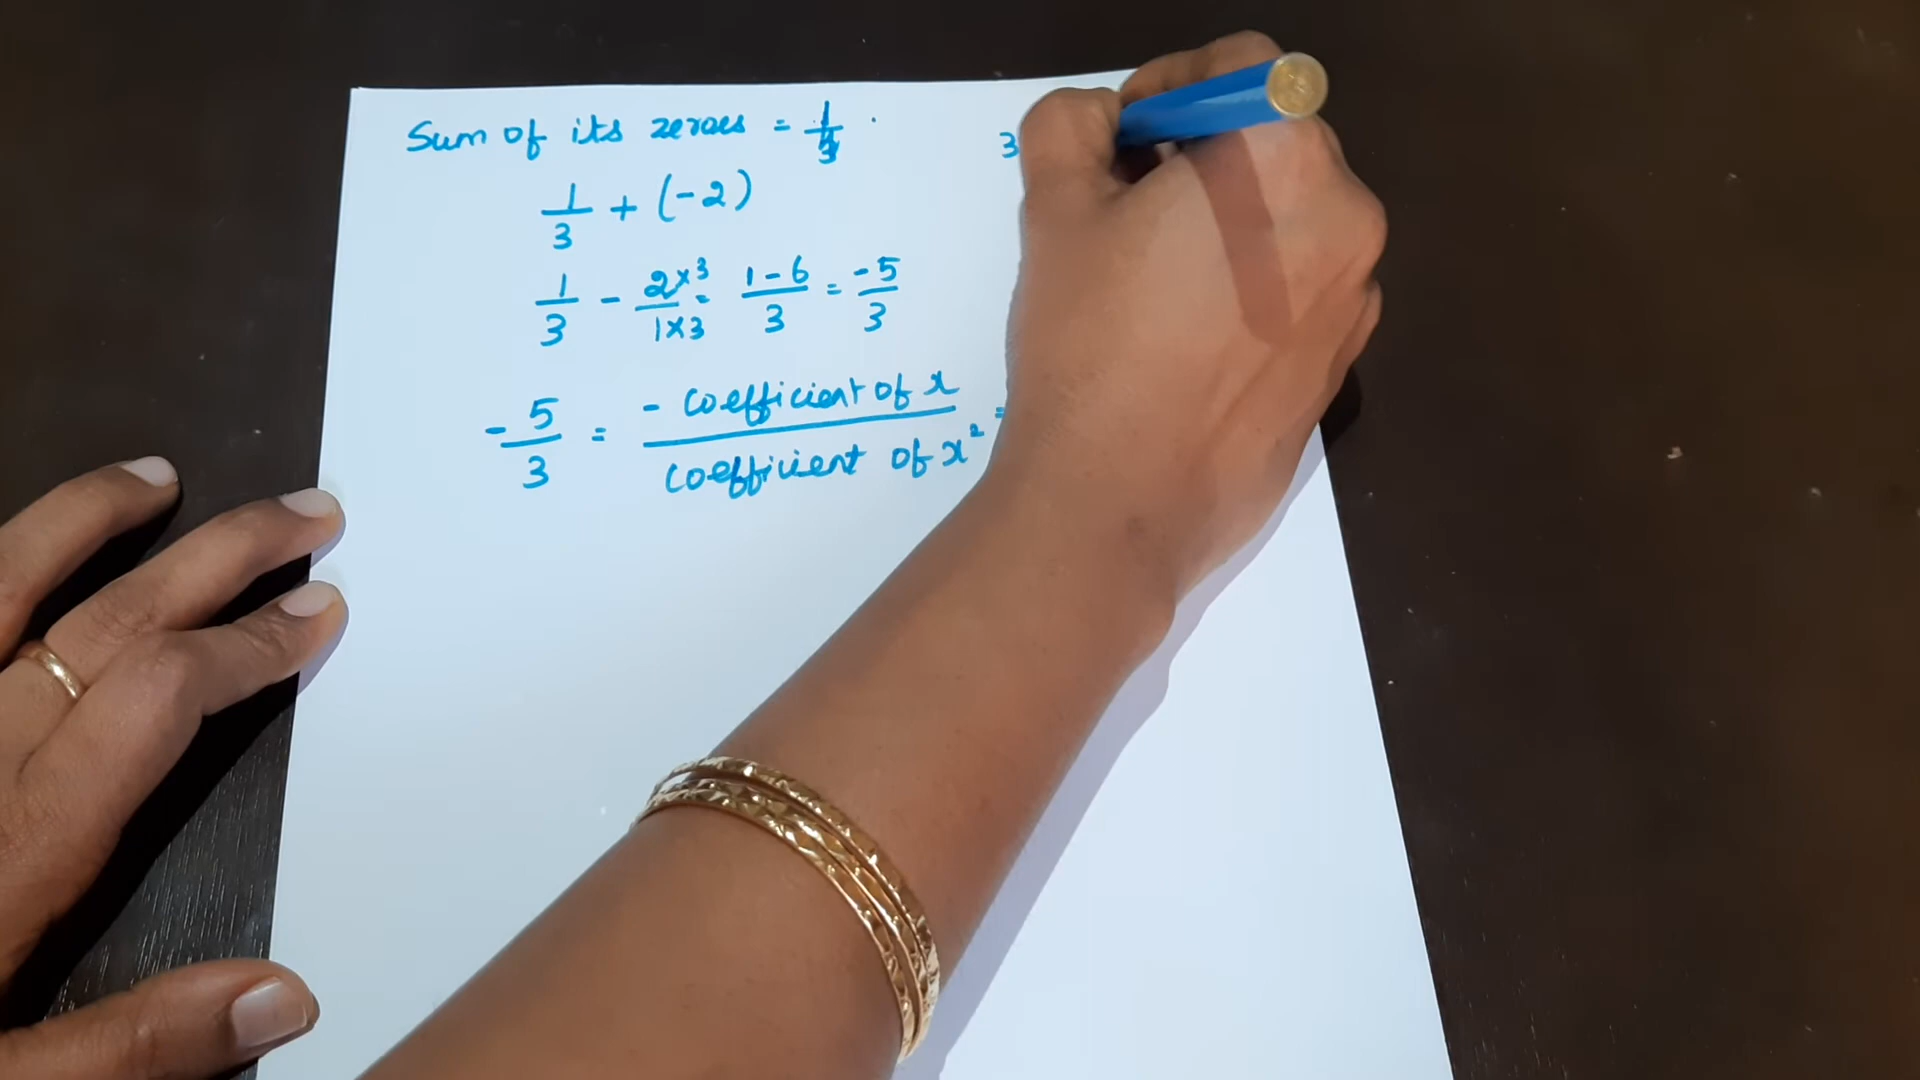 Sum of its zeroes = 1/3 .
3
1/3 + (-2)
1/3 - 2×3/1×3 = 1-6/3 = -5/3
-5/3 = - coefficient of x / coefficient of x² =